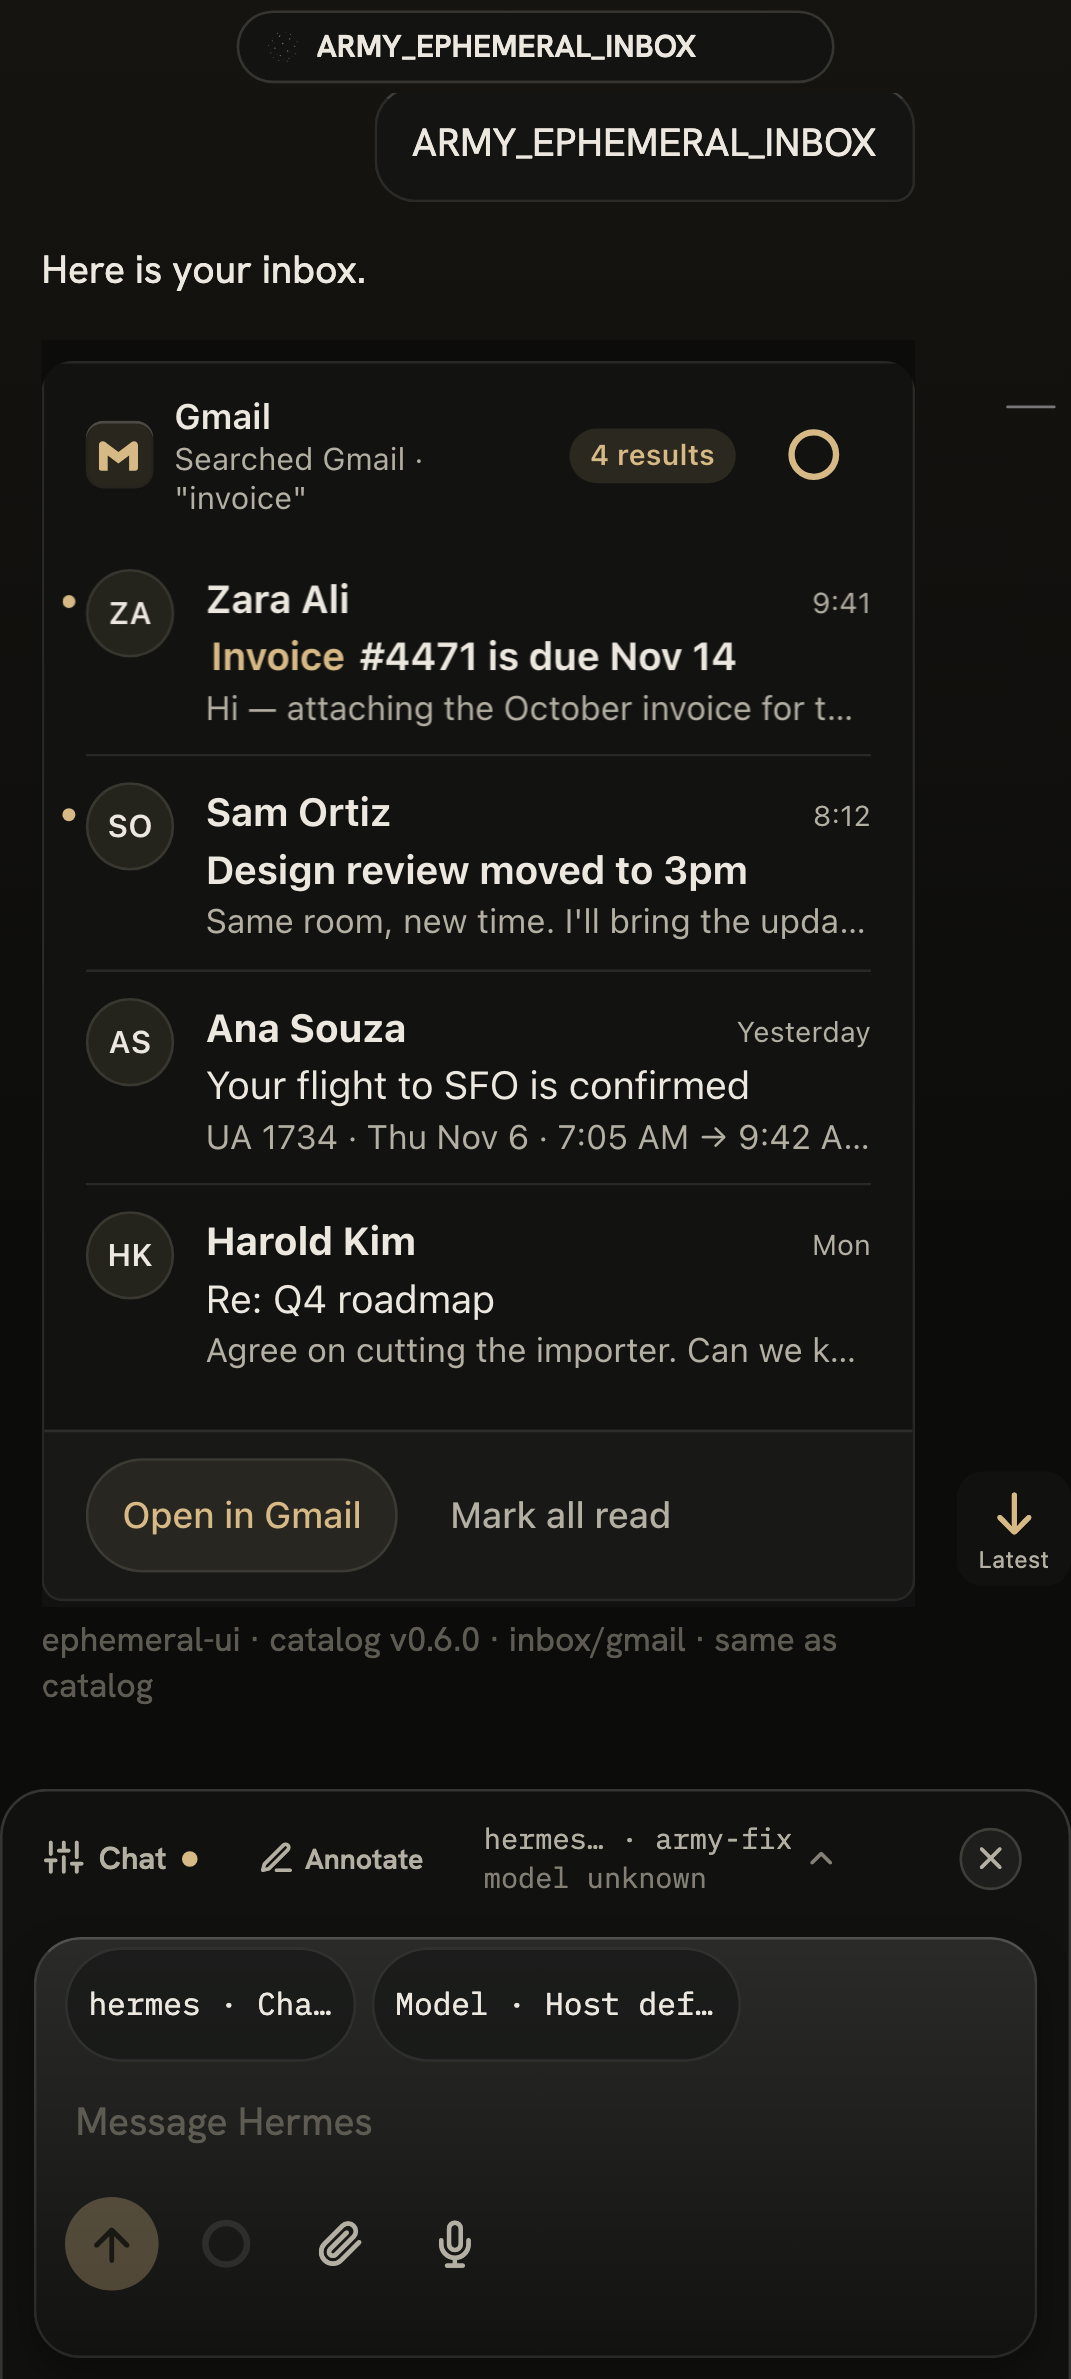 ARMY_EPHEMERAL_INBOX
ARMY_EPHEMERAL_INBOX
Here is your inbox.
Gmail
Searched Gmail ·
"invoice"
4 results
ZA
Zara Ali
9:41
Invoice #4471 is due Nov 14
Hi — attaching the October invoice for t...
SO
Sam Ortiz
8:12
Design review moved to 3pm
Same room, new time. I'll bring the upda...
AS
Ana Souza
Yesterday
Your flight to SFO is confirmed
UA 1734 · Thu Nov 6 · 7:05 AM → 9:42 A...
HK
Harold Kim
Mon
Re: Q4 roadmap
Agree on cutting the importer. Can we k...
Open in Gmail
Mark all read
Latest
ephemeral-ui · catalog v0.6.0 · inbox/gmail · same as
catalog
Chat
Annotate
hermes… · army-fix
model unknown
hermes · Cha…
Model · Host def…
Message Hermes